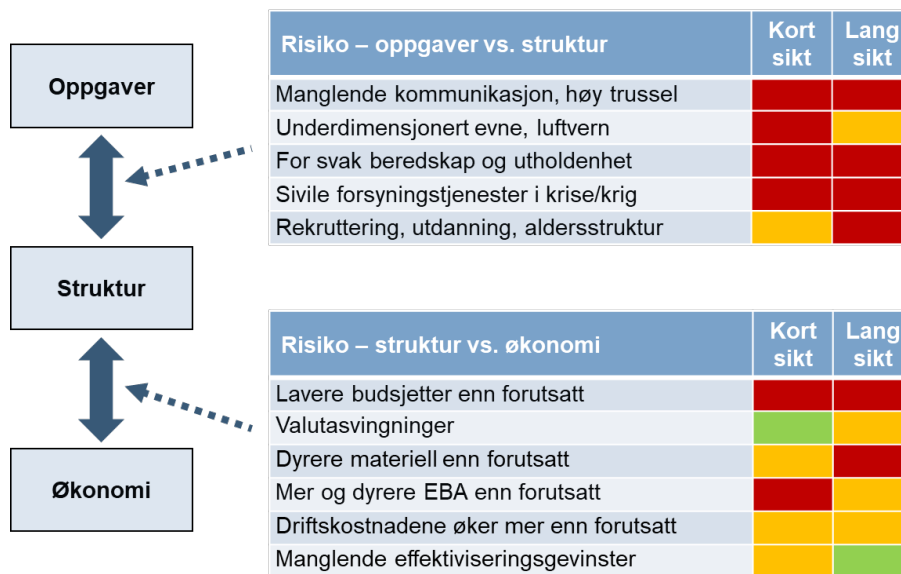 Oppgaver
Struktur
Økonomi
Risiko – oppgaver vs. struktur
Kort sikt
Lang sikt
Manglende kommunikasjon, høy trussel
Underdimensjonert evne, luftvern
For svak beredskap og utholdenhet
Sivile forsyningstjenester i krise/krig
Rekruttering, utdanning, aldersstruktur
Risiko – struktur vs. økonomi
Kort sikt
Lang sikt
Lavere budsjetter enn forutsatt
Valutasvingninger
Dyrere materiell enn forutsatt
Mer og dyrere EBA enn forutsatt
Driftskostnadene øker mer enn forutsatt
Manglende effektiviseringsgevinster